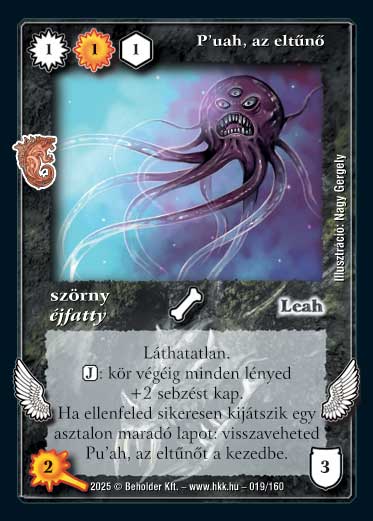 1 1 1
P'uah, az eltűnő
Illusztráció: Nagy Gergely
szörny
éjfatty
Leah
Láthatatlan.
J: kör végéig minden lényed
+2 sebzést kap.
Ha ellenfeled sikeresen kijátszik egy
asztalon maradó lapot: visszaveheted
Pu'ah, az eltűnőt a kezedbe.
2
3
2025 © Beholder Kft. – www.hkk.hu – 019/160